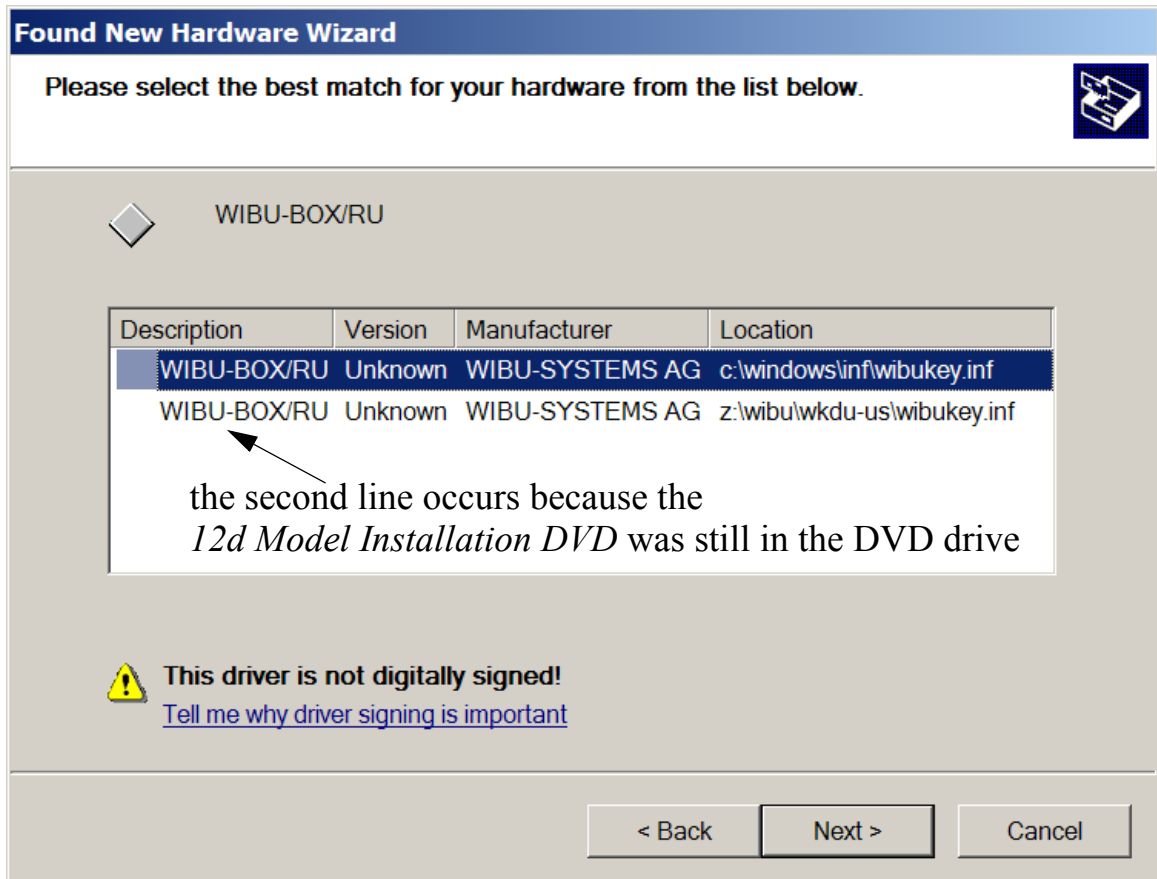 Found New Hardware Wizard
Please select the best match for your hardware from the list below.
WIBU-BOX/RU
Description Version Manufacturer Location
WIBU-BOX/RU Unknown WIBU-SYSTEMS AG c:\windows\inf\wibukey.inf
WIBU-BOX/RU Unknown WIBU-SYSTEMS AG z:\wibu\wkdu-us\wibukey.inf
the second line occurs because the
12d Model Installation DVD was still in the DVD drive
This driver is not digitally signed!
Tell me why driver signing is important
< Back Next > Cancel